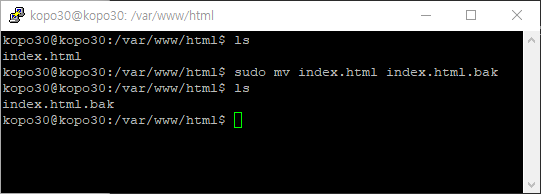 kopo30@kopo30: /var/www/html
kopo30@kopo30:/var/www/html$ ls
index.html
kopo30@kopo30:/var/www/html$ sudo mv index.html index.html.bak
kopo30@kopo30:/var/www/html$ ls
index.html.bak
kopo30@kopo30:/var/www/html$